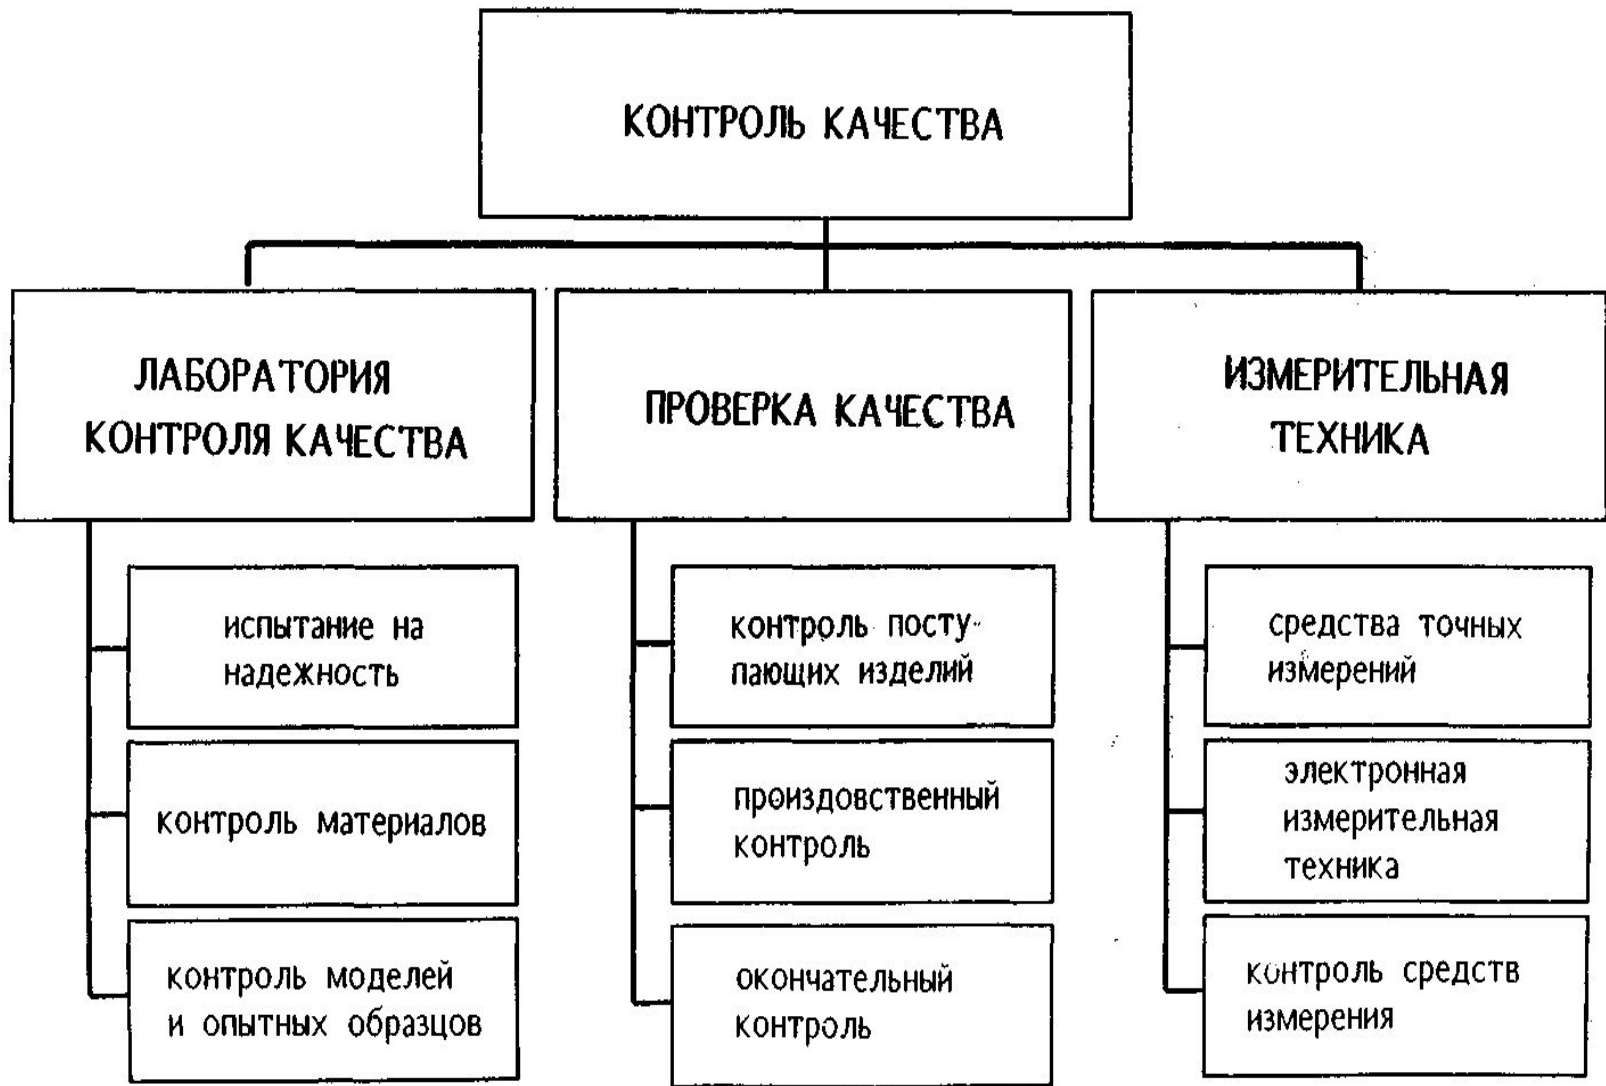 КОНТРОЛЬ КАЧЕСТВА
ЛАБОРАТОРИЯ
КОНТРОЛЯ КАЧЕСТВА
ПРОВЕРКА КАЧЕСТВА
ИЗМЕРИТЕЛЬНАЯ
ТЕХНИКА
испытание на
надежность
контроль материалов
контроль моделей
и опытных образцов
контроль посту-
пающих изделий
произдовственный
контроль
окончательный
контроль
средства точных
измерений
электронная
измерительная
техника
контроль средств
измерения